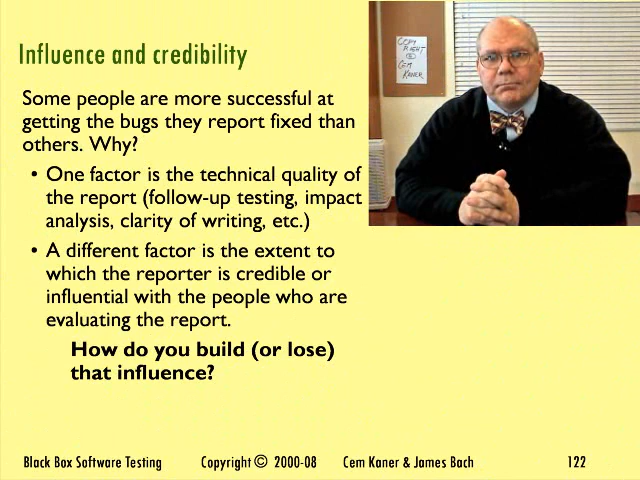 Influence and credibility
Some people are more successful at
getting the bugs they report fixed than
others. Why?
• One factor is the technical quality of
the report (follow-up testing, impact
analysis, clarity of writing, etc.)
• A different factor is the extent to
which the reporter is credible or
influential with the people who are
evaluating the report.
How do you build (or lose)
that influence?
COPY
RIGHT
©
CEM
KANER
Black Box Software Testing Copyright © 2000-08 Cem Kaner & James Bach 122